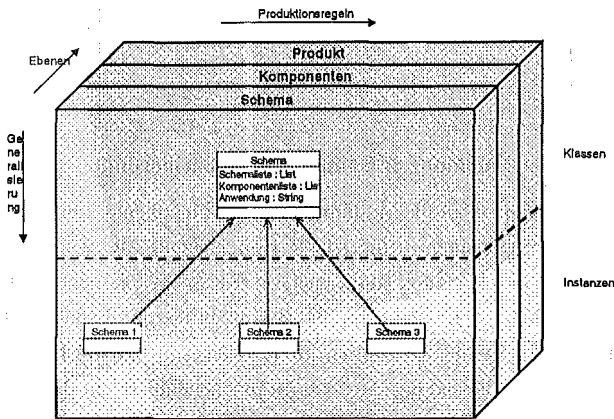 Produktionsregeln
Ebenen
Produkt
Komponenten
Schema
Ge
ne
rali
sie
ru
ng
Klassen
Schema
Schemaliste : List
Komponentenliste : List
Anwendung : String
Instanzen
Schema 1
Schema 2
Schema 3